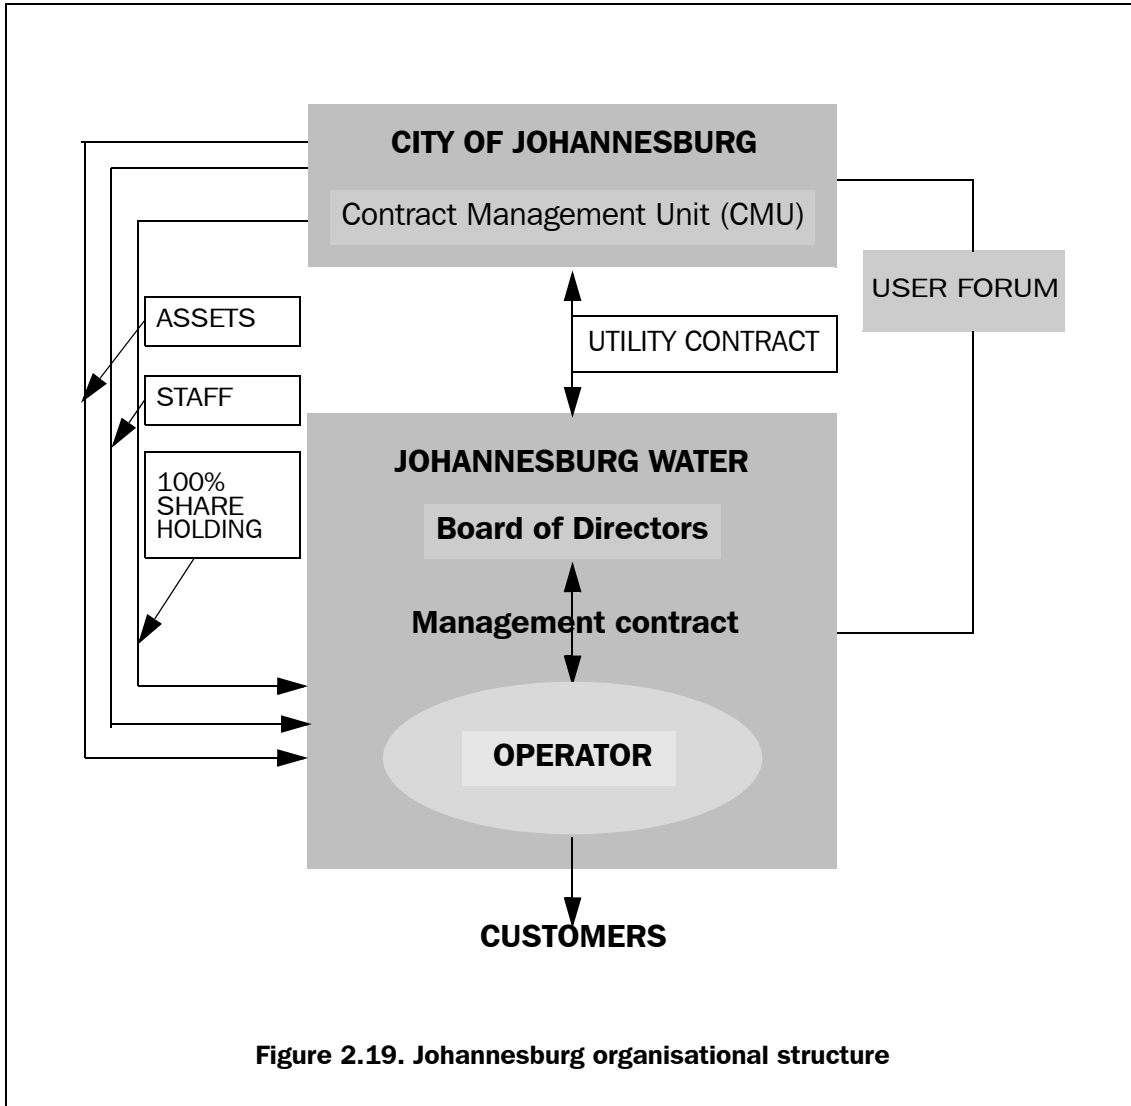 CITY OF JOHANNESBURG
Contract Management Unit (CMU)
USER FORUM
ASSETS
UTILITY CONTRACT
STAFF
JOHANNESBURG WATER
100%
SHARE
HOLDING
Board of Directors
Management contract
OPERATOR
CUSTOMERS
Figure 2.19. Johannesburg organisational structure